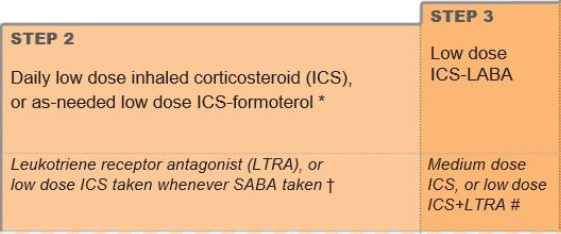 STEP 2
Daily low dose inhaled corticosteroid (ICS),
or as-needed low dose ICS-formoterol *
Leukotriene receptor antagonist (LTRA), or
low dose ICS taken whenever SABA taken †
STEP 3
Low dose
ICS-LABA
Medium dose
ICS, or low dose
ICS+LTRA #